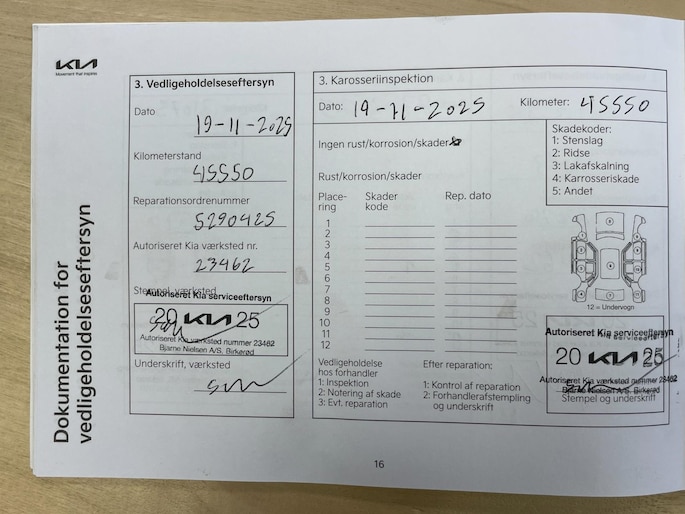 KIA
Movement that inspires
Dokumentation for
vedligeholdelseseftersyn
3. Vedligeholdelseseftersyn
Dato
19-11-2025
Kilometerstand
45550
Reparationsordrenummer
5290425
Autoriseret Kia værksted nr.
23462
Stempel, værksted
Autoriseret Kia serviceeftersyn
20 KIA 25
Autoriseret Kia værksted nummer 23462
Bjarne Nielsen A/S, Birkerød
Underskrift, værksted
3. Karosseriinspektion
Dato: 19-11-2025 Kilometer: 45550
Ingen rust/korrosion/skader
Rust/korrosion/skader
Place-
ring
Skader
kode
Rep. dato
1
2
3
4
5
6
7
8
9
10
11
12
Skadekoder:
1: Stenslag
2: Ridse
3: Lakafskalning
4: Karrosseriskade
5: Andet
12 = Undervogn
Vedligeholdelse
hos forhandler
1: Inspektion
2: Notering af skade
3: Evt. reparation
Efter reparation:
1: Kontrol af reparation
2: Forhandlerafstempling
og underskrift
Autoriseret Kia serviceeftersyn
20 KIA 25
Autoriseret Kia værksted nummer 23462
Bjarne Nielsen A/S, Birkerød
Stempel og underskrift
16